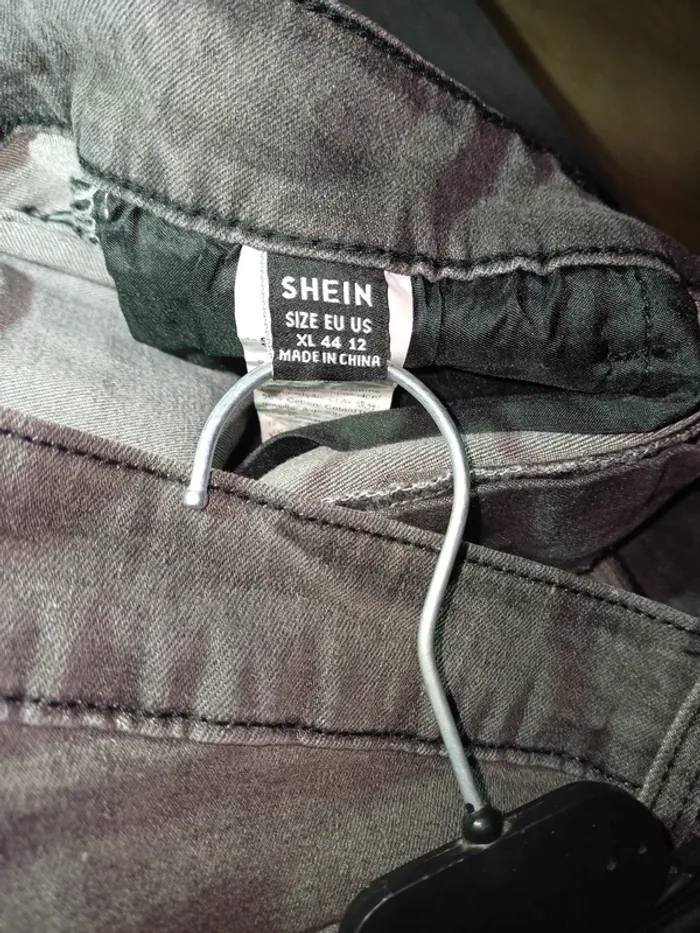 SHEIN
SIZE EU US
XL 44 12
MADE IN CHINA